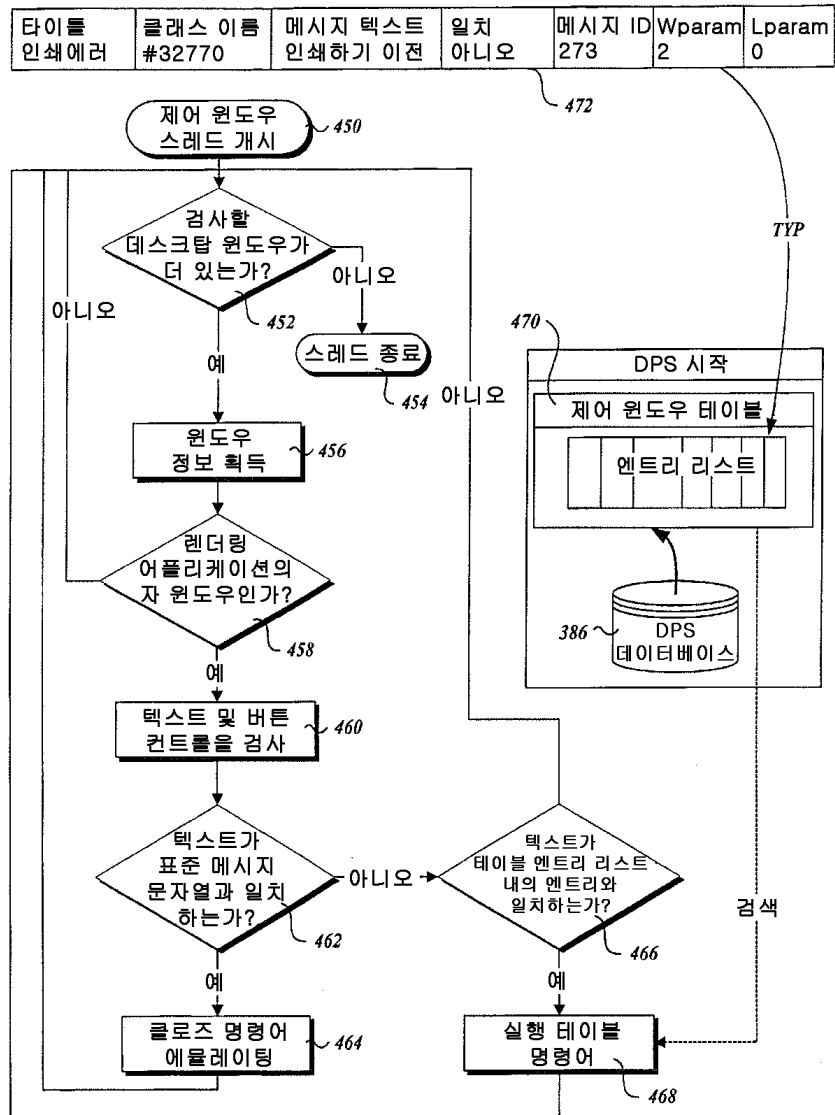 타이틀
인쇄에러
클래스 이름
#32770
메시지 텍스트
인쇄하기 이전
일치
아니오
메시지 ID
273
Wparam
2
Lparam
0
472
제어 윈도우
스레드 개시
450
검사할
데스크탑 윈도우가
더 있는가?
452
아니오
아니오
예
스레드 종료
454
아니오
TYP
470
DPS 시작
제어 윈도우 테이블
엔트리 리스트
윈도우
정보 획득
456
렌더링
어플리케이션의
자 윈도우인가?
458
386
DPS
데이터베이스
예
텍스트 및 버튼
컨트롤을 검사
460
텍스트가
표준 메시지
문자열과 일치
하는가?
462
아니오
텍스트가
테이블 엔트리 리스트
내의 엔트리와
일치하는가?
466
검색
예
예
클로즈 명령어
에뮬레이팅
464
실행 테이블
명령어
468